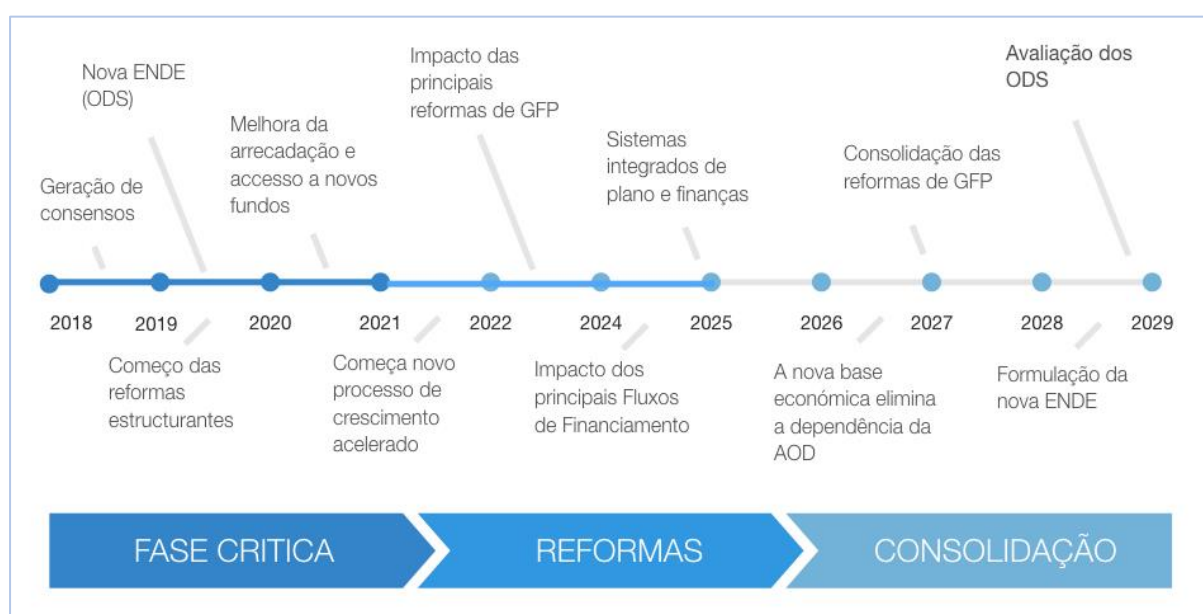 Nova ENDE
(ODS)
Geração de
consensos
Melhora da
arrecadação e
accesso a novos
fundos
Impacto das
principais
reformas de GFP
Sistemas
integrados de
plano e finanças
Consolidação das
reformas de GFP
Avaliação dos
ODS
2018 2019 2020 2021 2022 2024 2025 2026 2027 2028 2029
Começo das
reformas
estructurantes
Começa novo
processo de
crescimento
acelerado
Impacto dos
principais Fluxos
de Financiamento
A nova base
económica elimina
a dependência da
AOD
Formulação da
nova ENDE
FASE CRITICA
REFORMAS
CONSOLIDAÇÃO